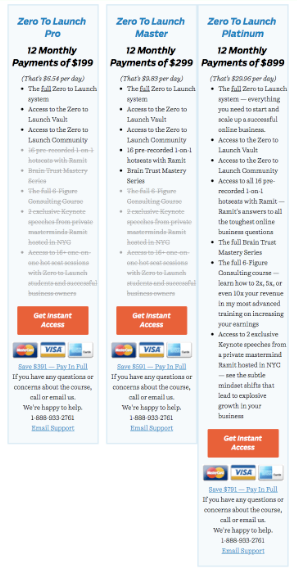 Zero To Launch
Pro
12 Monthly
Payments of $199
(That's $6.54 per day)
The full Zero to Launch
system
Access to the Zero to
Launch Vault
Access to the Zero to
Launch Community
16 pre-recorded 1-on-1
hotseats with Ramit
Brain Trust Mastery
Series
The full 6-Figure
Consulting Course
2 exclusive Keynote
speeches from private
masterminds Ramit
hosted in NYC
Access to 15+ one-on-
one hot seat sessions
with Zero to Launch
students and successful
business owners
Get Instant
Access
MasterCard
VISA
Save $391 — Pay In Full
If you have any questions or
concerns about the course,
call or email us.
We're happy to help.
1-888-933-2761
Email Support
Zero To Launch
Master
12 Monthly
Payments of $299
(That's $9.83 per day)
The full Zero to Launch
system
Access to the Zero to
Launch Vault
Access to the Zero to
Launch Community
16 pre-recorded 1-on-1
hotseats with Ramit
Brain Trust Mastery
Series
The full 6-Figure
Consulting Course
2 exclusive Keynote
speeches from private
masterminds Ramit
hosted in NYC
Access to 15+ one-on-
one hot seat sessions
with Zero to Launch
students and successful
business owners
Get Instant
Access
MasterCard
VISA
Save $691 — Pay In Full
If you have any questions or
concerns about the course,
call or email us.
We're happy to help.
1-888-933-2761
Email Support
Zero To Launch
Platinum
12 Monthly
Payments of $899
(That's $29.06 per day)
The full Zero to Launch
system — everything
you need to start and
scale up a successful
online business.
Access to the Zero to
Launch Vault
Access to the Zero to
Launch Community
Access to all 16 pre-
recorded 1-on-1
hotseats with Ramit —
Ramit's answers to all
the toughest online
business questions
The full Brain Trust
Mastery Series
The full 6-Figure
Consulting course —
learn how to 2x, 5x, or
even 10x your revenue
in my most advanced
training on increasing
your earnings
Access to 2 exclusive
Keynote speeches from
a private mastermind
Ramit hosted in NYC
— see the subtle
mindset shifts that
lead to explosive
growth in your
business
Get Instant
Access
MasterCard
VISA
Save $791 — Pay In Full
If you have any questions or
concerns about the course,
call or email us.
We're happy to help.
1-888-933-2761
Email Support